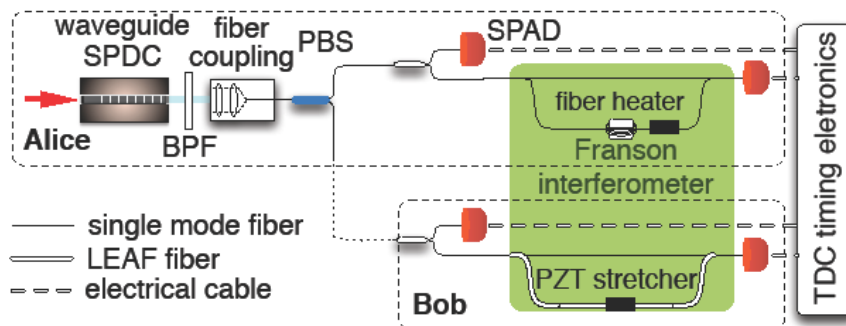 waveguide
SPDC
fiber
coupling
PBS
SPAD
Alice
BPF
fiber heater
Franson
interferometer
TDC timing eletronics
single mode fiber
LEAF fiber
electrical cable
Bob
PZT stretcher